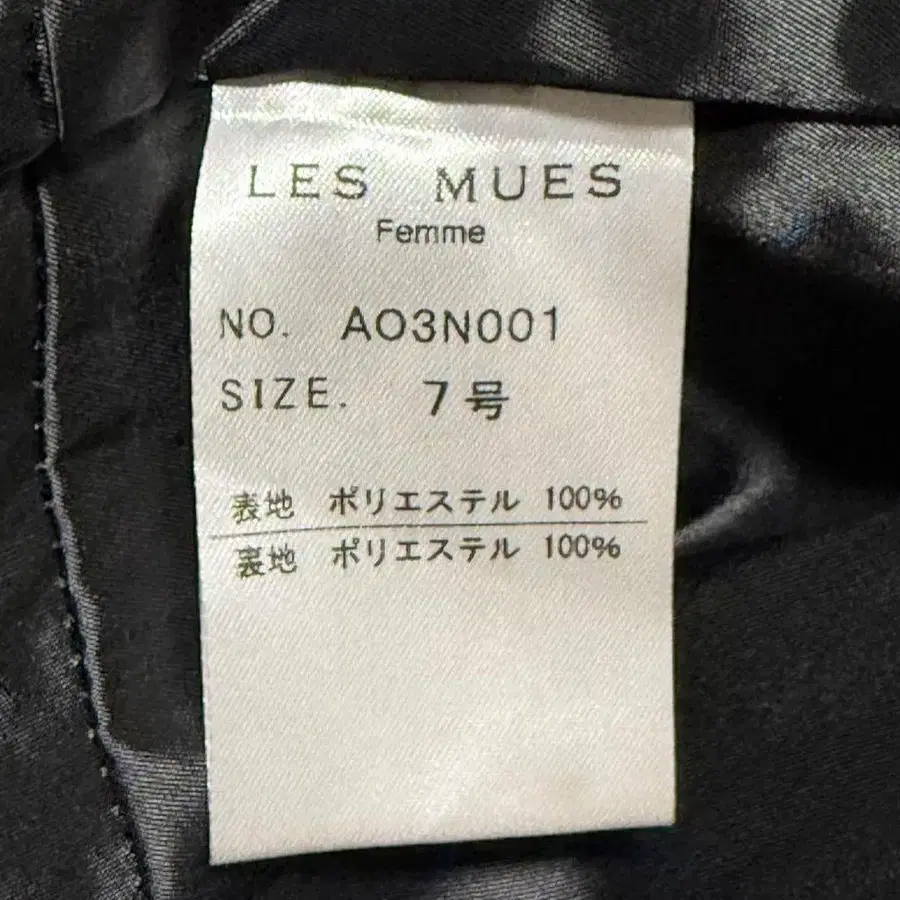 LES MUES
Femme
NO. AO3N001
SIZE. 7号
表地 ポリエステル 100%
裏地 ポリエステル 100%